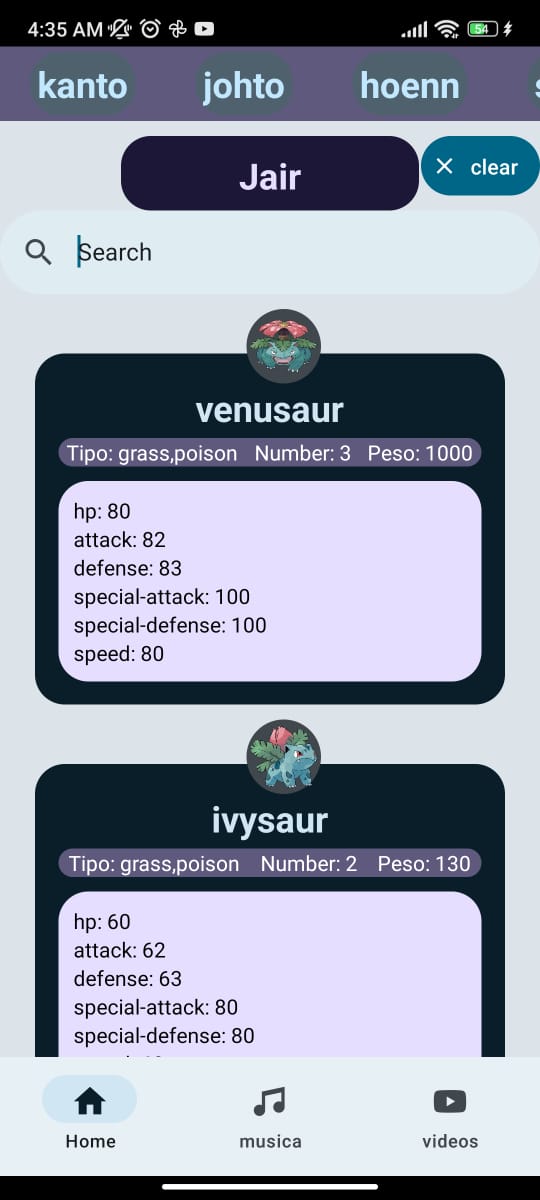 4:35 AM 54
kanto johto hoenn
Jair
clear
Search
venusaur
Tipo: grass,poison Number: 3 Peso: 1000
hp: 80
attack: 82
defense: 83
special-attack: 100
special-defense: 100
speed: 80
ivysaur
Tipo: grass,poison Number: 2 Peso: 130
hp: 60
attack: 62
defense: 63
special-attack: 80
special-defense: 80
Home musica videos